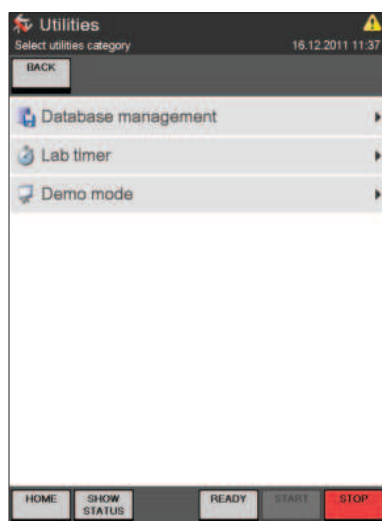 Utilities
Select utilities category 16.12.2011 11:37
BACK
Database management
Lab timer
Demo mode
HOME SHOW STATUS READY START STOP